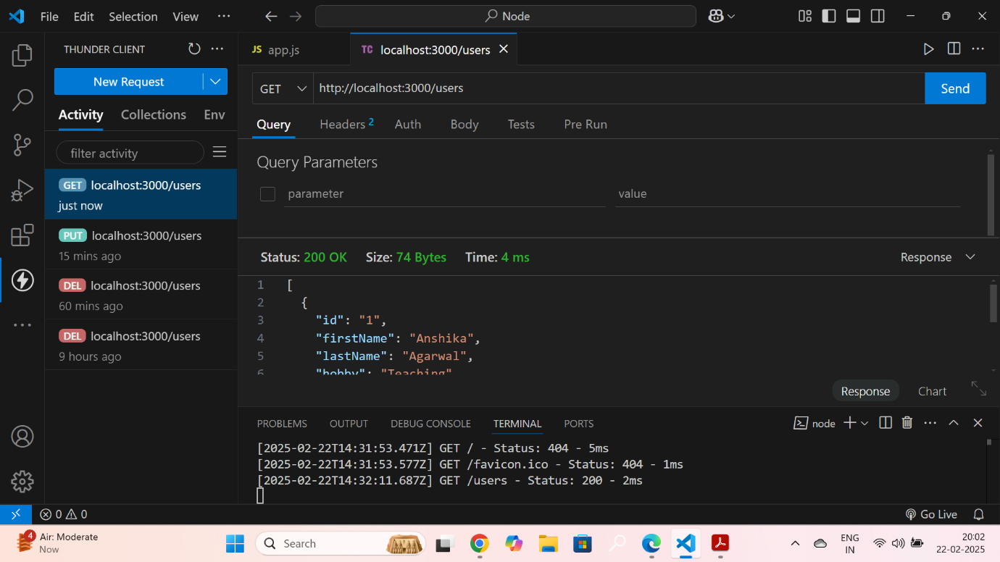 File Edit Selection View ··· Node
THUNDER CLIENT ···
New Request
Activity Collections Env
filter activity
GET localhost:3000/users
just now
PUT localhost:3000/users
15 mins ago
DEL localhost:3000/users
60 mins ago
DEL localhost:3000/users
9 hours ago
JS app.js TC localhost:3000/users
GET http://localhost:3000/users Send
Query Headers 2 Auth Body Tests Pre Run
Query Parameters
parameter value
Status: 200 OK Size: 74 Bytes Time: 4 ms Response
1 [
2 {
3 "id": "1",
4 "firstName": "Anshika",
5 "lastName": "Agarwal",
6 "hobby": "Teaching"
Response Chart
PROBLEMS OUTPUT DEBUG CONSOLE TERMINAL PORTS node
[2025-02-22T14:31:53.471Z] GET / - Status: 404 - 5ms
[2025-02-22T14:31:53.577Z] GET /favicon.ico - Status: 404 - 1ms
[2025-02-22T14:32:11.687Z] GET /users - Status: 200 - 2ms
0 0 Go Live
4 Air: Moderate
Now
Search
ENG
IN
20:02
22-02-2025